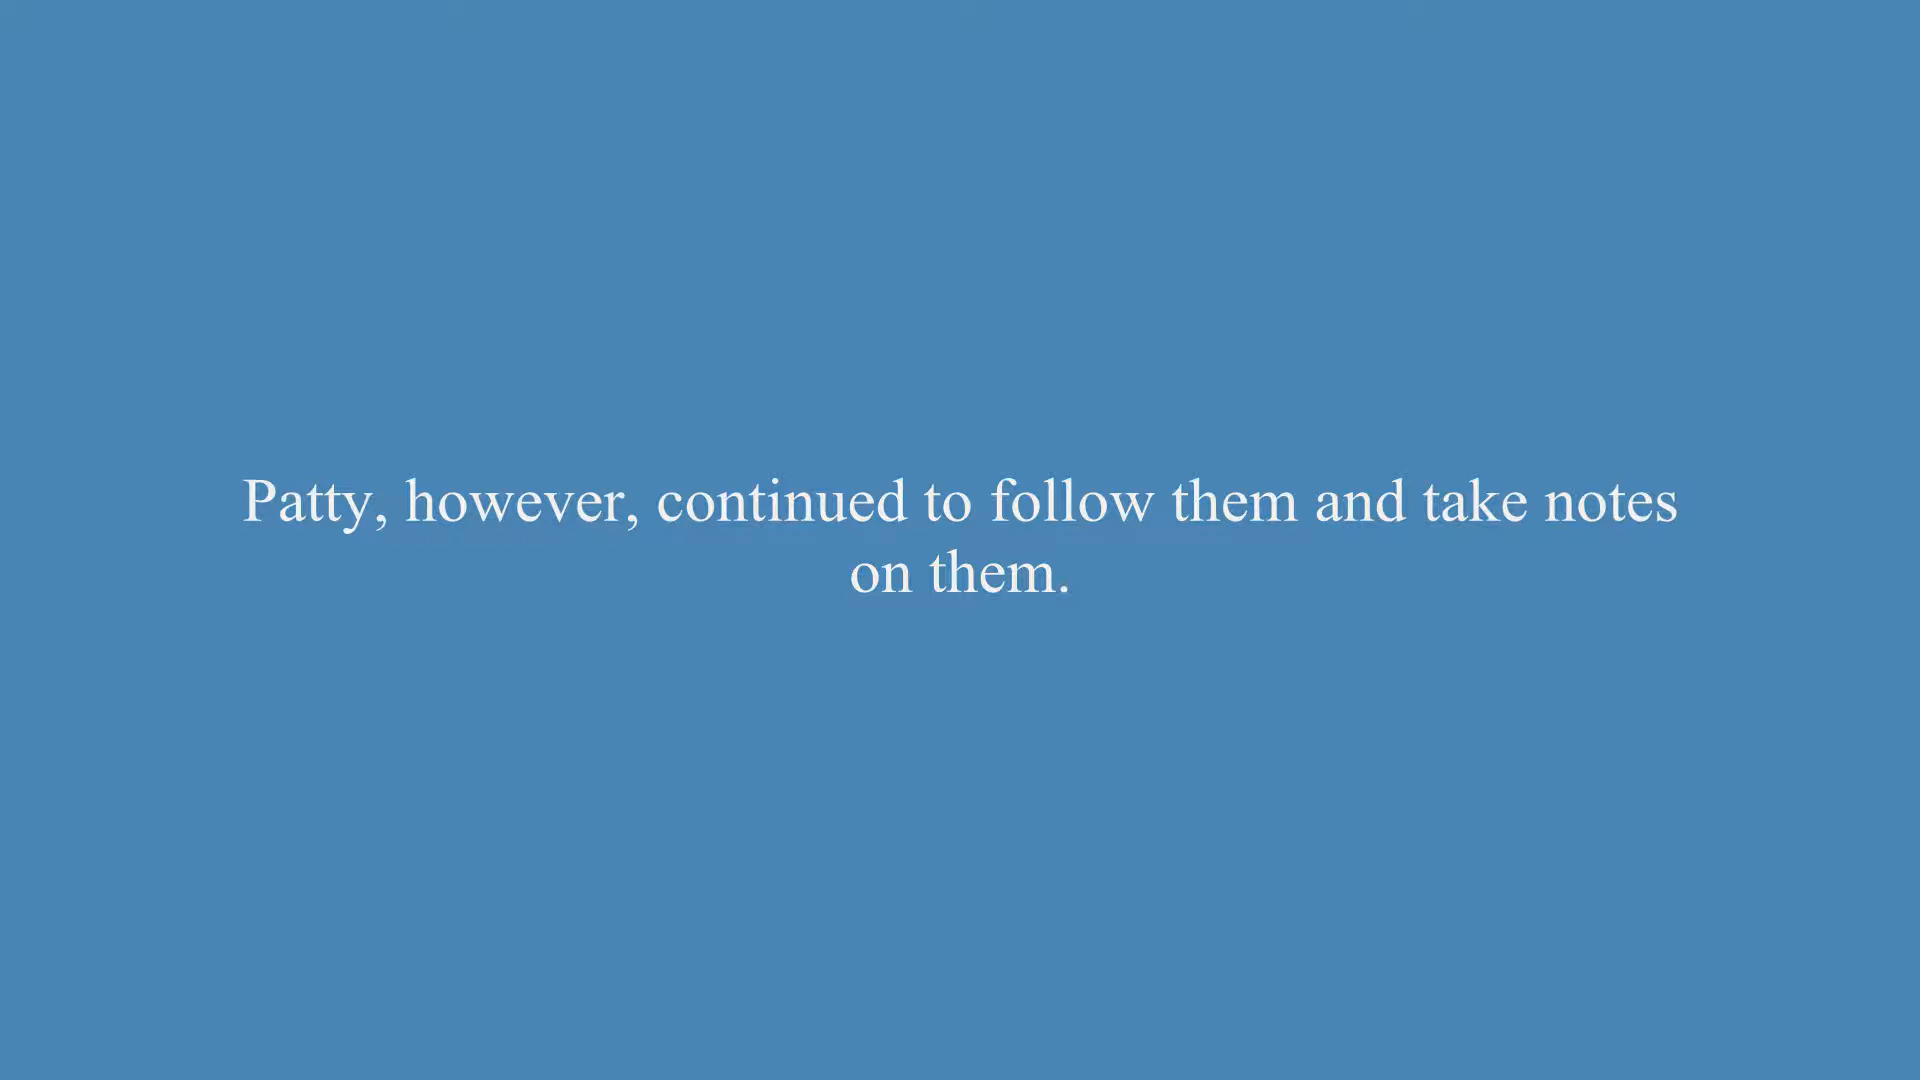 Patty, however, continued to follow them and take notes
on them.